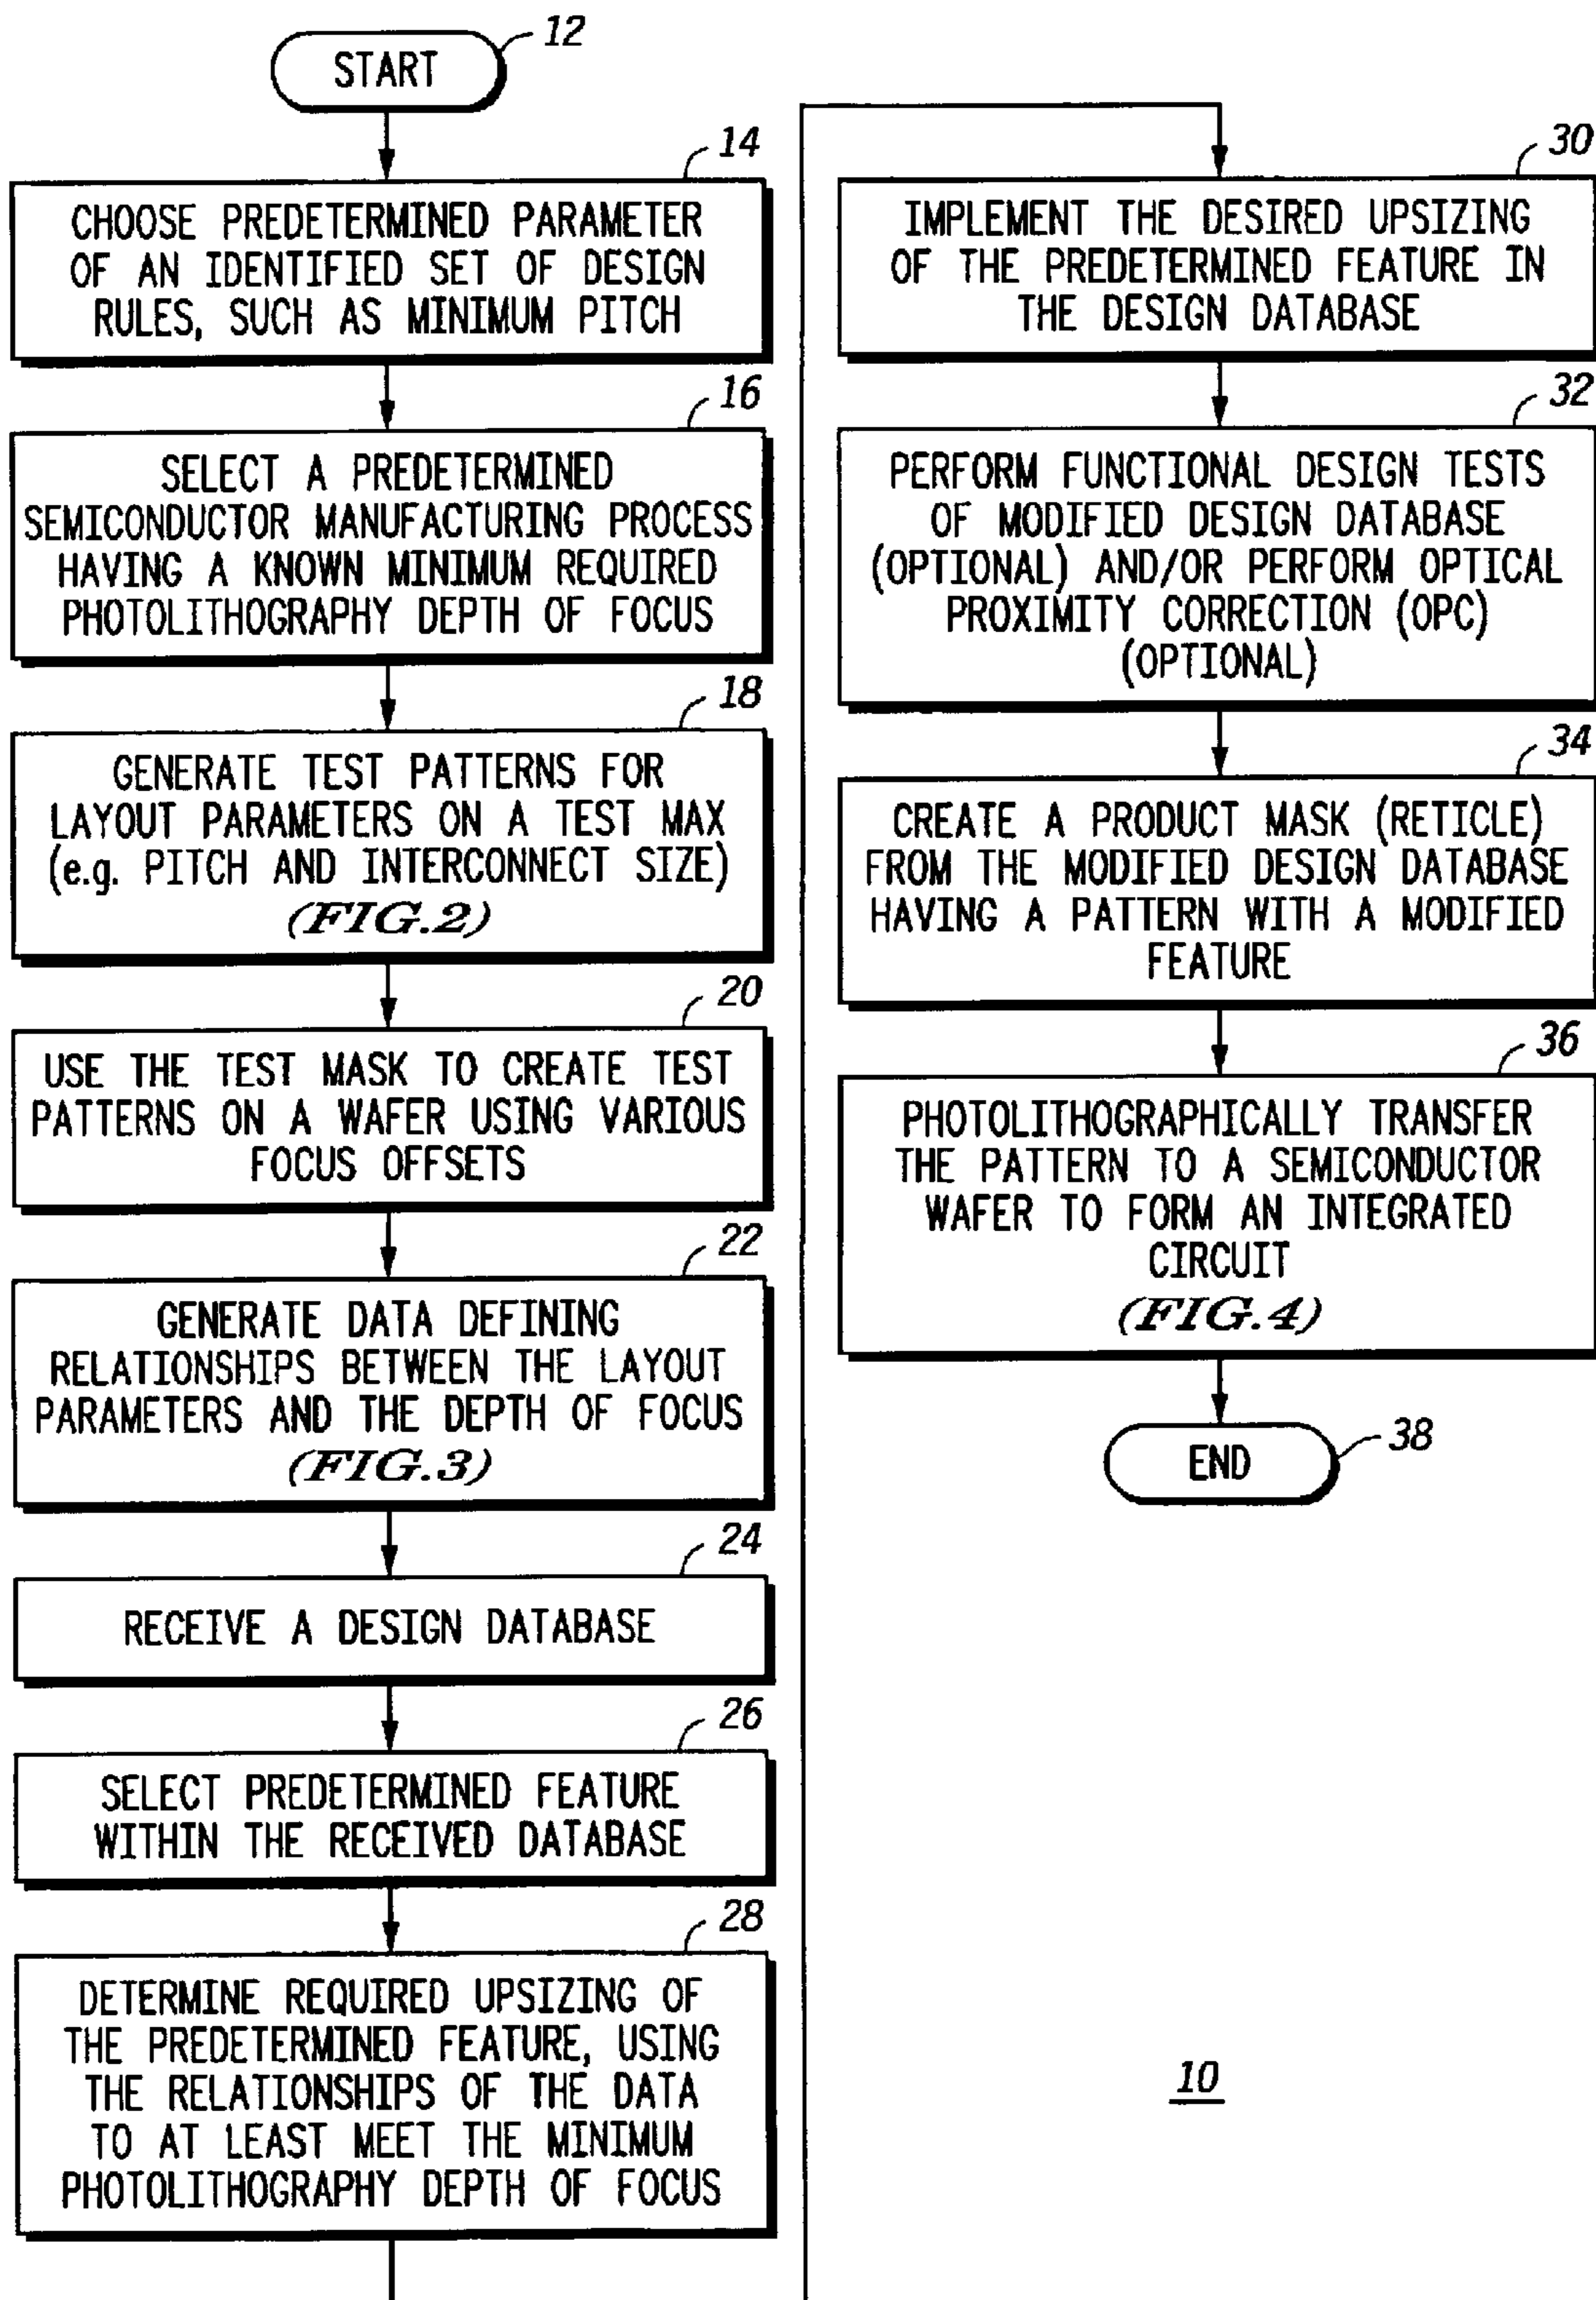 START
12
14
CHOOSE PREDETERMINED PARAMETER
OF AN IDENTIFIED SET OF DESIGN
RULES, SUCH AS MINIMUM PITCH
16
SELECT A PREDETERMINED
SEMICONDUCTOR MANUFACTURING PROCESS
HAVING A KNOWN MINIMUM REQUIRED
PHOTOLITHOGRAPHY DEPTH OF FOCUS
18
GENERATE TEST PATTERNS FOR
LAYOUT PARAMETERS ON A TEST MAX
(e.g. PITCH AND INTERCONNECT SIZE)
(FIG.2)
20
USE THE TEST MASK TO CREATE TEST
PATTERNS ON A WAFER USING VARIOUS
FOCUS OFFSETS
22
GENERATE DATA DEFINING
RELATIONSHIPS BETWEEN THE LAYOUT
PARAMETERS AND THE DEPTH OF FOCUS
(FIG.3)
24
RECEIVE A DESIGN DATABASE
26
SELECT PREDETERMINED FEATURE
WITHIN THE RECEIVED DATABASE
28
DETERMINE REQUIRED UPSIZING OF
THE PREDETERMINED FEATURE, USING
THE RELATIONSHIPS OF THE DATA
TO AT LEAST MEET THE MINIMUM
PHOTOLITHOGRAPHY DEPTH OF FOCUS
30
IMPLEMENT THE DESIRED UPSIZING
OF THE PREDETERMINED FEATURE IN
THE DESIGN DATABASE
32
PERFORM FUNCTIONAL DESIGN TESTS
OF MODIFIED DESIGN DATABASE
(OPTIONAL) AND/OR PERFORM OPTICAL
PROXIMITY CORRECTION (OPC)
(OPTIONAL)
34
CREATE A PRODUCT MASK (RETICLE)
FROM THE MODIFIED DESIGN DATABASE
HAVING A PATTERN WITH A MODIFIED
FEATURE
36
PHOTOLITHOGRAPHICALLY TRANSFER
THE PATTERN TO A SEMICONDUCTOR
WAFER TO FORM AN INTEGRATED
CIRCUIT
(FIG.4)
END
38
10